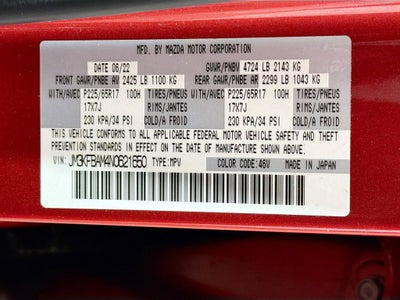 MFD. BY MAZDA MOTOR CORPORATION
DATE 06/22 GVWR/PNBV 4724 LB 2143 KG
FRONT GAWR/PNBE AV 2425 LB 1100 KG REAR GAWR/PNBE AR 2299 LB 1043 KG
WITH/AVEC P225/65R17 100H TIRES/PNEUS WITH/AVEC P225/65R17 100H TIRES/PNEUS
17X7J RIMS/JANTES 17X7J RIMS/JANTES
230 KPA/34 PSI COLD/A FROID 230 KPA/34 PSI COLD/A FROID
THIS VEHICLE CONFORMS TO ALL APPLICABLE FEDERAL MOTOR VEHICLE SAFETY AND THEFT
PREVENTION STANDARDS IN EFFECT ON THE DATE OF MANUFACTURE SHOWN ABOVE.
VIN: JM3KFBAM4N0621650 TYPE:MPV COLOR CODE: 46V MADE IN JAPAN